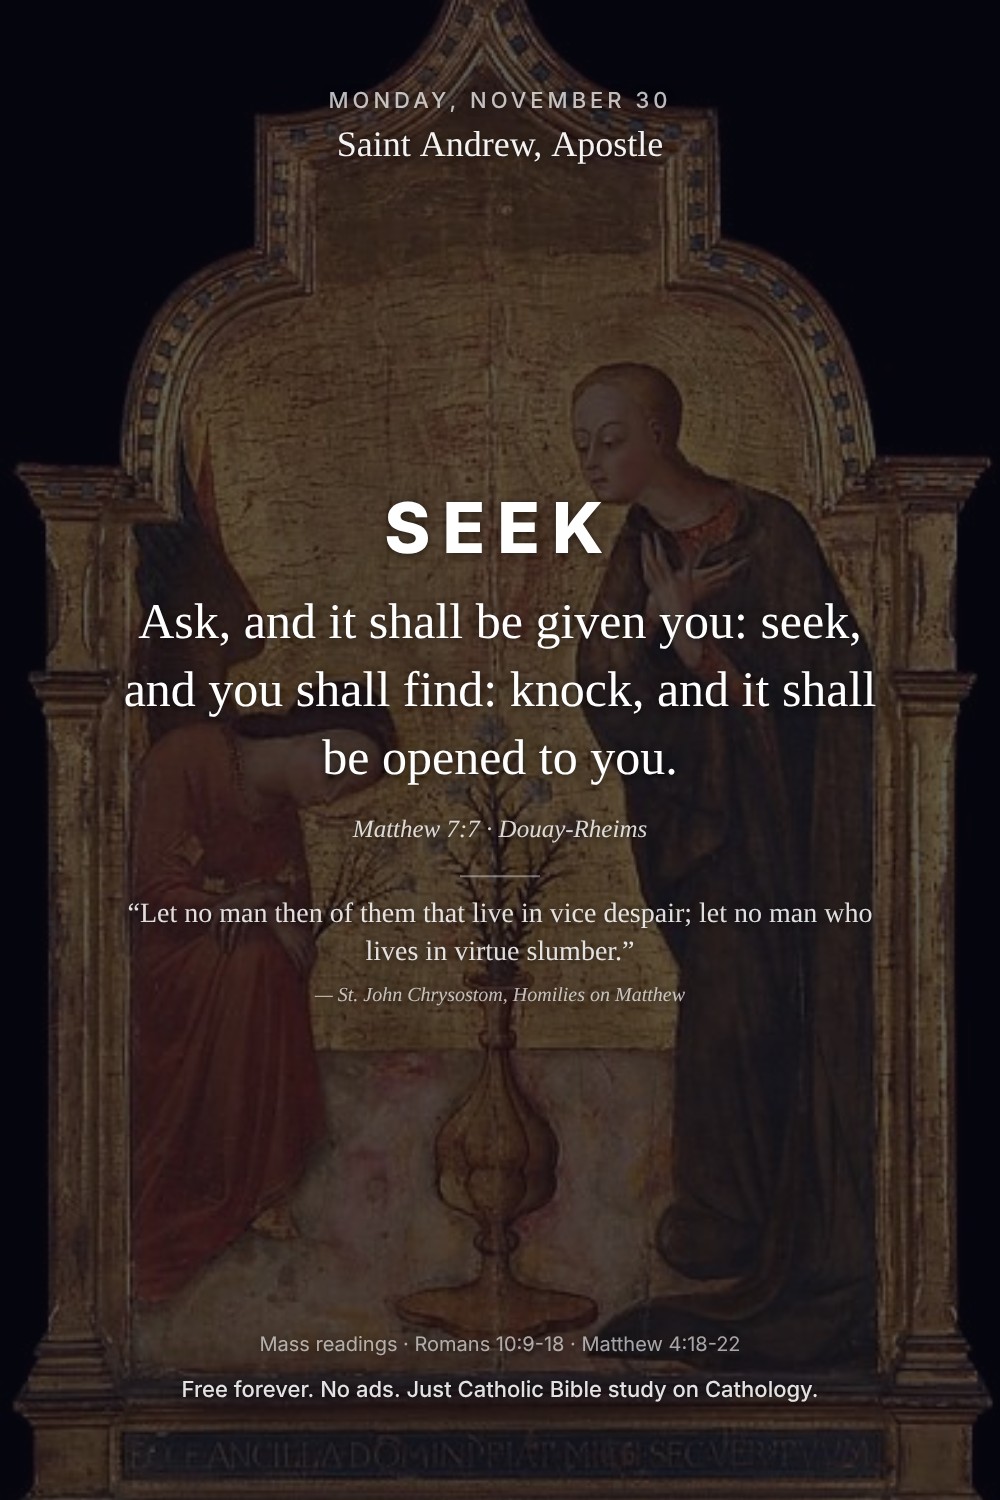 MONDAY, NOVEMBER 30
Saint Andrew, Apostle
SEEK
Ask, and it shall be given you: seek,
and you shall find: knock, and it shall
be opened to you.
Matthew 7:7 · Douay-Rheims
“Let no man then of them that live in vice despair; let no man who
lives in virtue slumber.”
— St. John Chrysostom, Homilies on Matthew
Mass readings · Romans 10:9-18 · Matthew 4:18-22
Free forever. No ads. Just Catholic Bible study on Cathology.
ANCILLA DOMINI